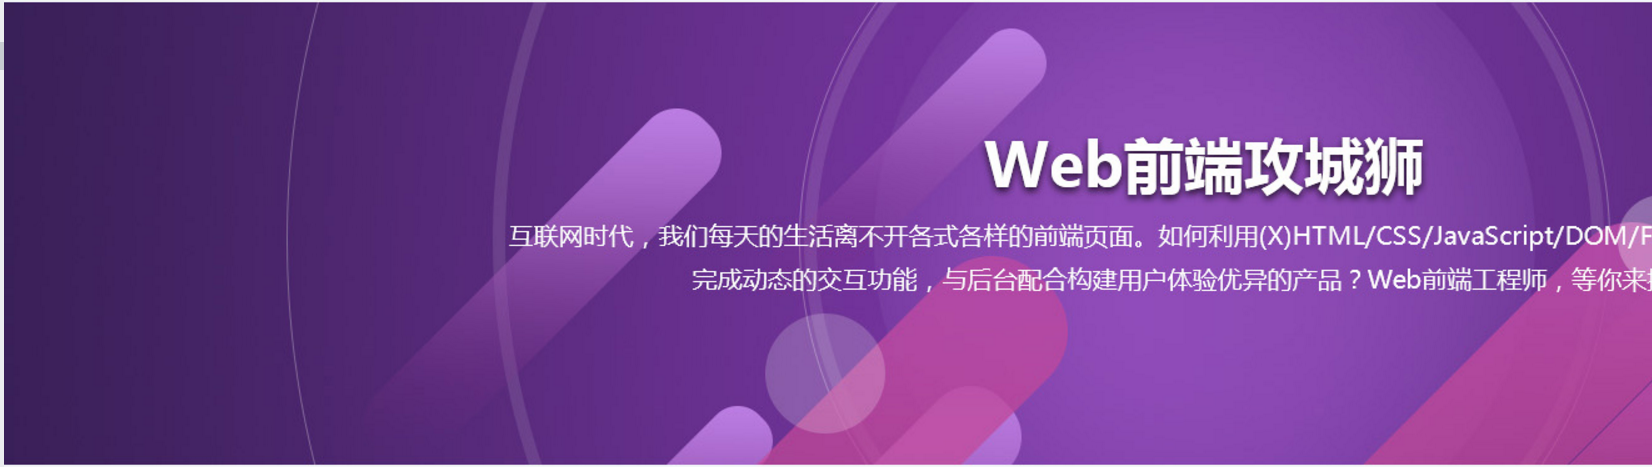 Web前端攻城狮
互联网时代，我们每天的生活离不开各式各样的前端页面。如何利用(X)HTML/CSS/JavaScript/DOM/F
完成动态的交互功能，与后台配合构建用户体验优异的产品？Web前端工程师，等你来